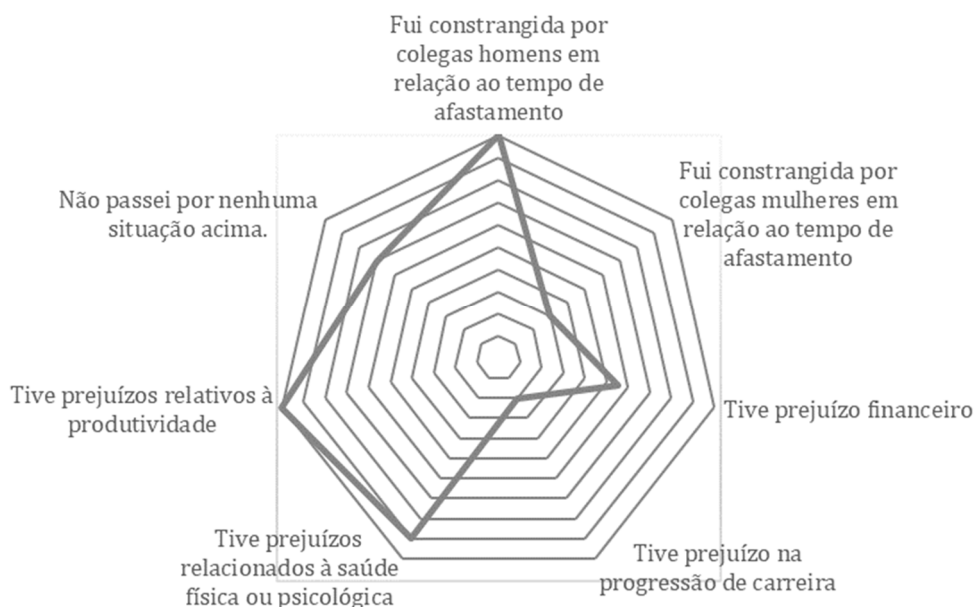 Fui constrangida por
colegas homens em
relação ao tempo de
afastamento
Fui constrangida por
colegas mulheres em
relação ao tempo de
afastamento
Tive prejuízo financeiro
Tive prejuízo na
progressão de carreira
Tive prejuízos
relacionados à saúde
física ou psicológica
Tive prejuízos relativos à
produtividade
Não passei por nenhuma
situação acima.